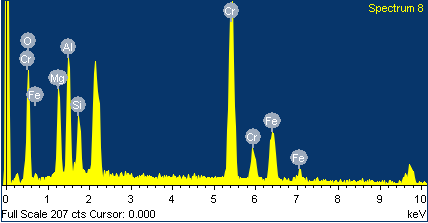 Spectrum 8
Cr
O
Al
Cr
Mg
Fe
Si
Fe
Cr
Fe
0 1 2 3 4 5 6 7 8 9 10
Full Scale 207 cts Cursor: 0.000 keV